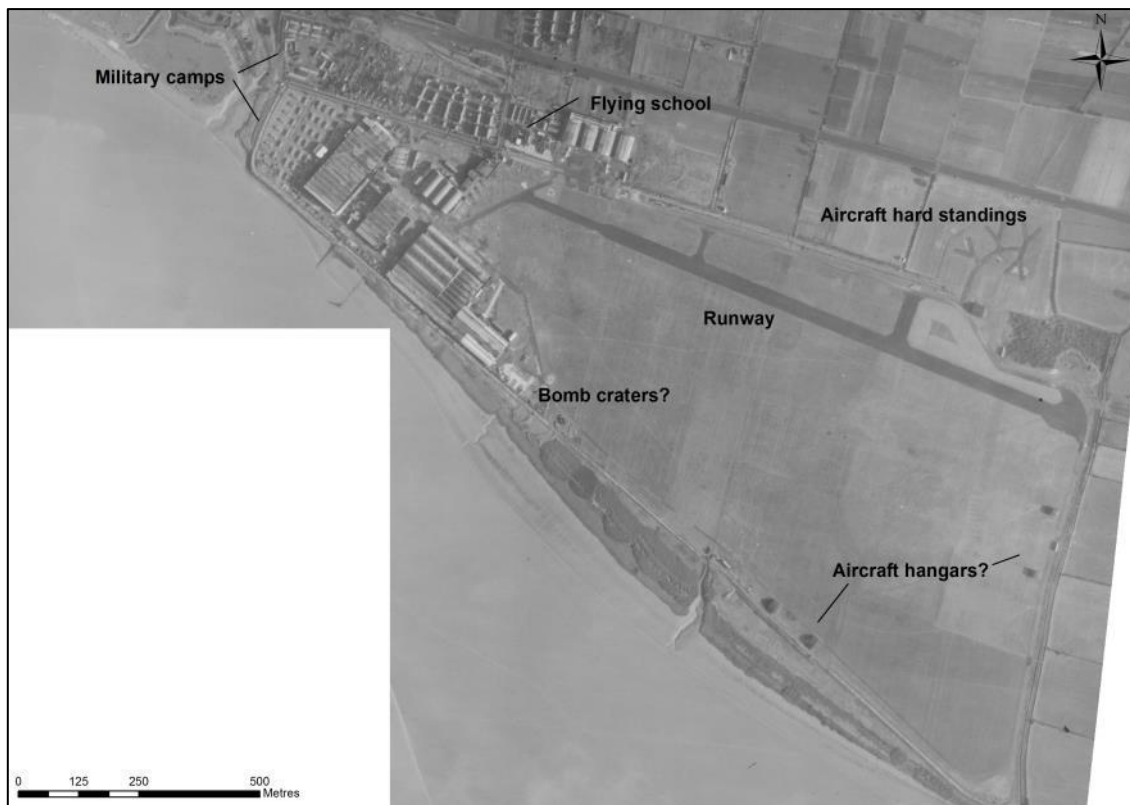 N
Military camps
Flying school
Aircraft hard standings
Runway
Bomb craters?
Aircraft hangars?
0 125 250 500
Metres